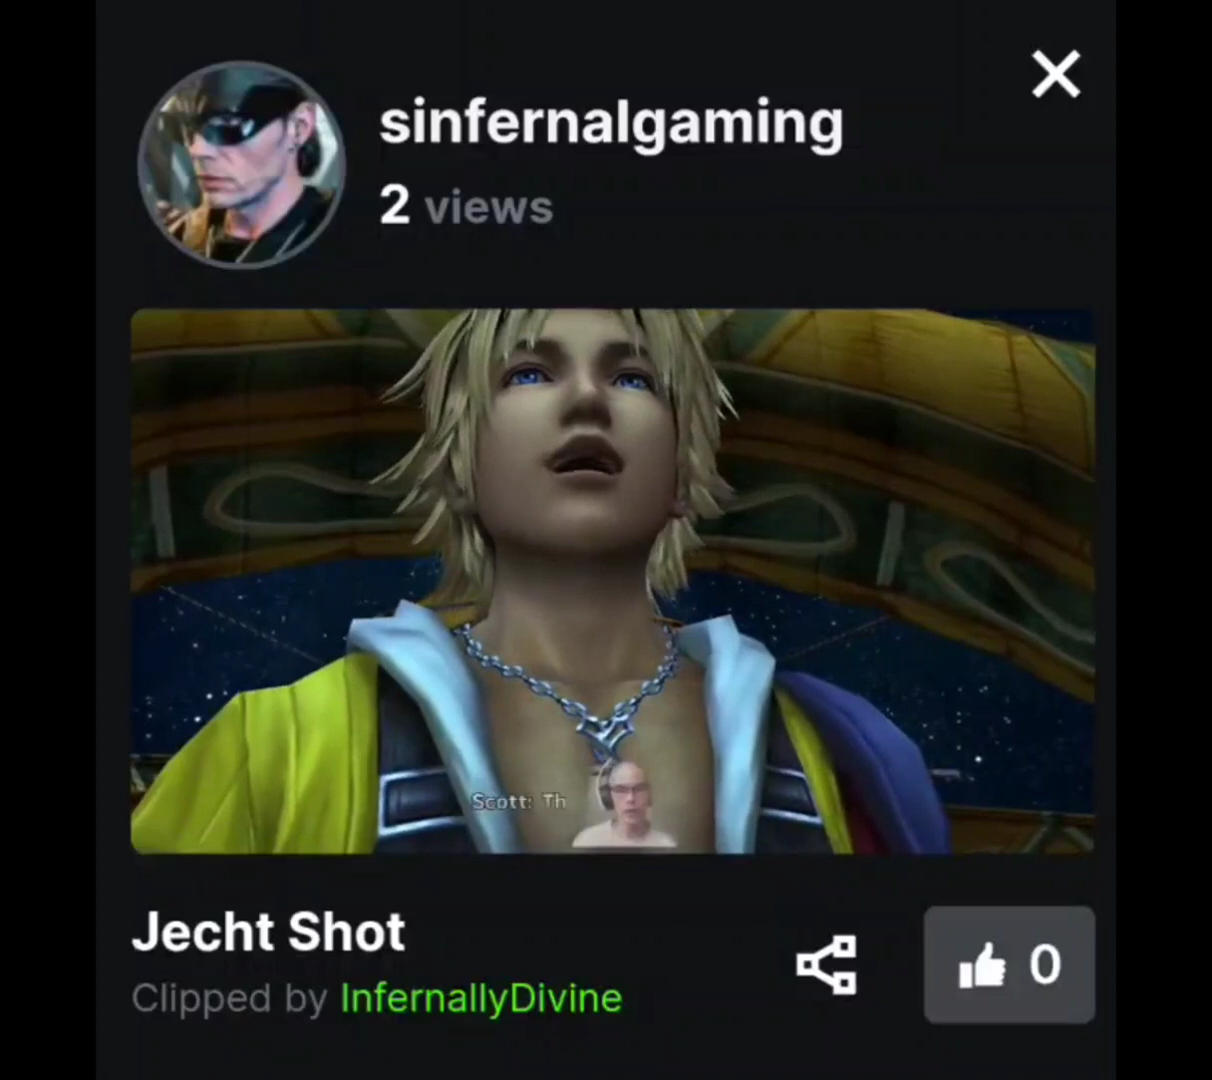 sinfernalgaming
2 views
Scott: Th
Jecht Shot
Clipped by InfernallyDivine
0